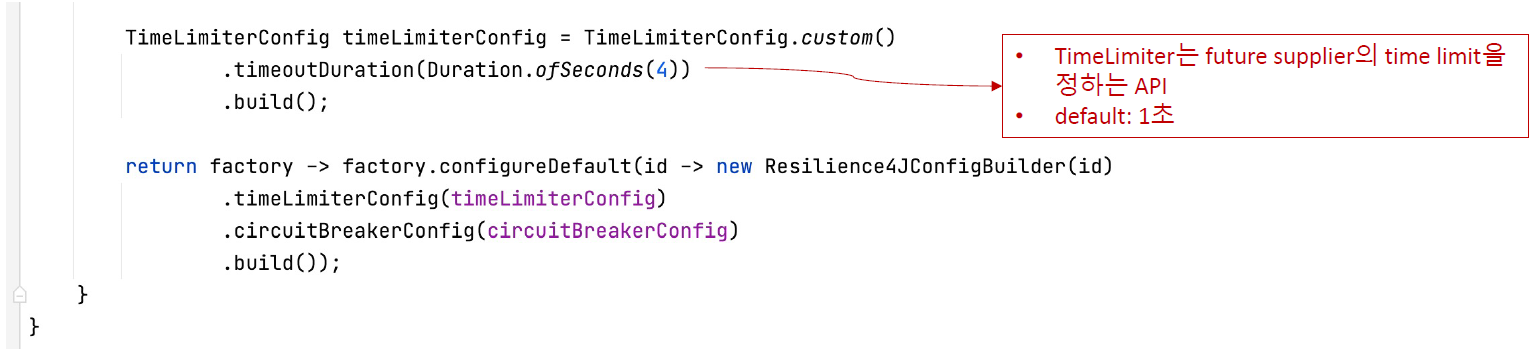 TimeLimiterConfig timeLimiterConfig = TimeLimiterConfig.custom()
.timeoutDuration(Duration.ofSeconds(4))
.build();
• TimeLimiter는 future supplier의 time limit을
정하는 API
• default: 1초
return factory -> factory.configureDefault(id -> new Resilience4JConfigBuilder(id)
.timeLimiterConfig(timeLimiterConfig)
.circuitBreakerConfig(circuitBreakerConfig)
.build());
}
}